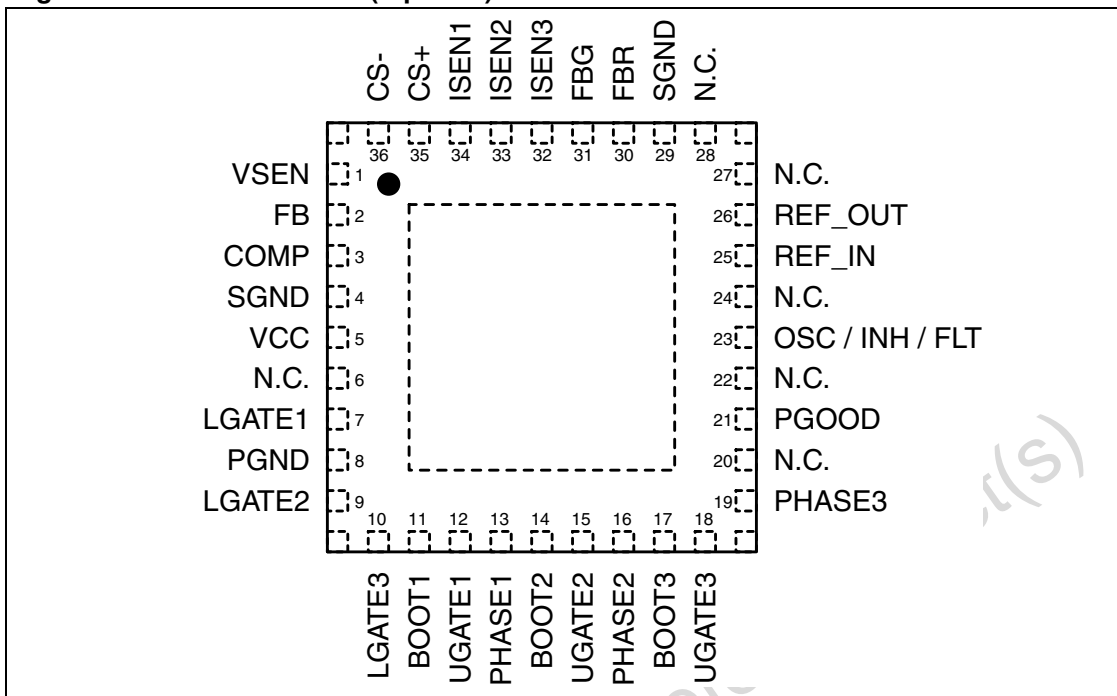 CS-
CS+
ISEN1
ISEN2
ISEN3
FBG
FBR
SGND
N.C.
36 35 34 33 32 31 30 29 28
VSEN 1
FB 2
COMP 3
SGND 4
VCC 5
N.C. 6
LGATE1 7
PGND 8
LGATE2 9
27 N.C.
26 REF_OUT
25 REF_IN
24 N.C.
23 OSC / INH / FLT
22 N.C.
21 PGOOD
20 N.C.
19 PHASE3
10 11 12 13 14 15 16 17 18
LGATE3
BOOT1
UGATE1
PHASE1
BOOT2
UGATE2
PHASE2
BOOT3
UGATE3